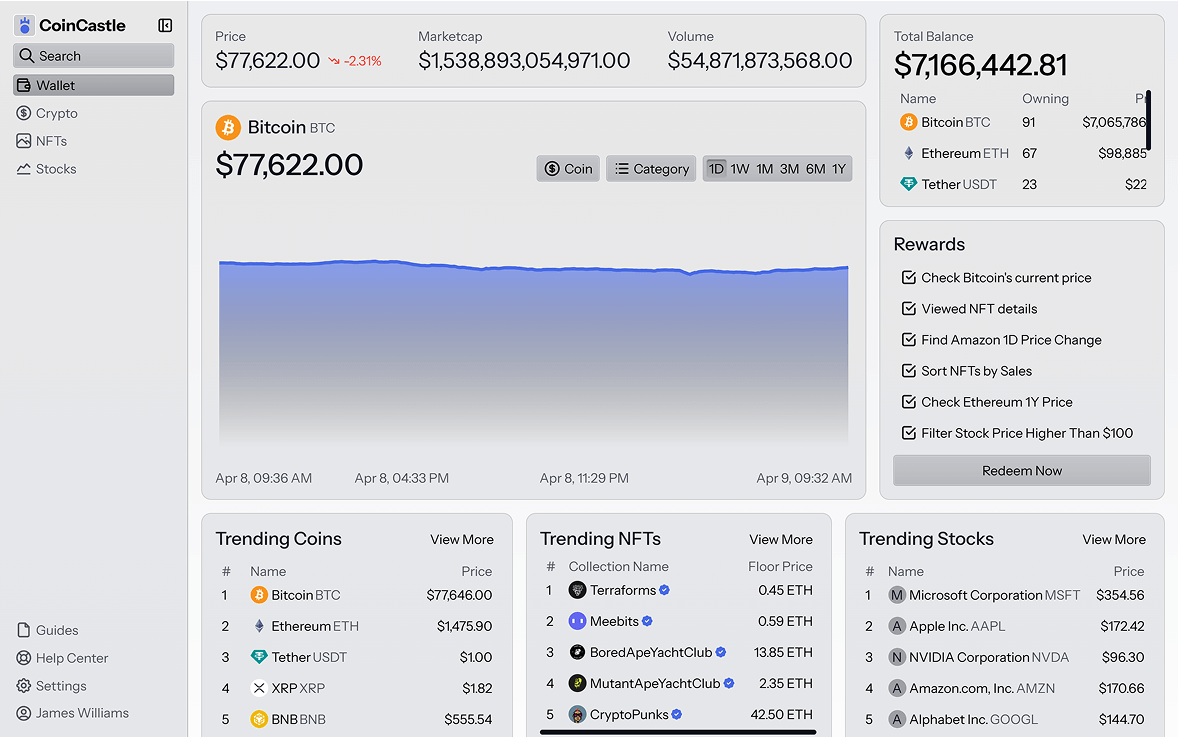 CoinCastle
Search
Wallet
Crypto
NFTs
Stocks
Guides
Help Center
Settings
James Williams
Price
$77,622.00 -2.31%
Marketcap
$1,538,893,054,971.00
Volume
$54,871,873,568.00
Bitcoin BTC
$77,622.00
Coin
Category
1D 1W 1M 3M 6M 1Y
Apr 8, 09:36 AM Apr 8, 04:33 PM Apr 8, 11:29 PM Apr 9, 09:32 AM
Total Balance
$7,166,442.81
Name Owning
Bitcoin BTC 91 $7,065,786
Ethereum ETH 67 $98,885
Tether USDT 23 $22
Rewards
Check Bitcoin's current price
Viewed NFT details
Find Amazon 1D Price Change
Sort NFTs by Sales
Check Ethereum 1Y Price
Filter Stock Price Higher Than $100
Redeem Now
Trending Coins View More
# Name Price
1 Bitcoin BTC $77,646.00
2 Ethereum ETH $1,475.90
3 Tether USDT $1.00
4 XRP XRP $1.82
5 BNB BNB $555.54
Trending NFTs View More
# Collection Name Floor Price
1 Terraforms 0.45 ETH
2 Meebits 0.59 ETH
3 BoredApeYachtClub 13.85 ETH
4 MutantApeYachtClub 2.35 ETH
5 CryptoPunks 42.50 ETH
Trending Stocks View More
# Name Price
1 M Microsoft Corporation MSFT $354.56
2 A Apple Inc. AAPL $172.42
3 N NVIDIA Corporation NVDA $96.30
4 A Amazon.com, Inc. AMZN $170.66
5 A Alphabet Inc. GOOGL $144.70